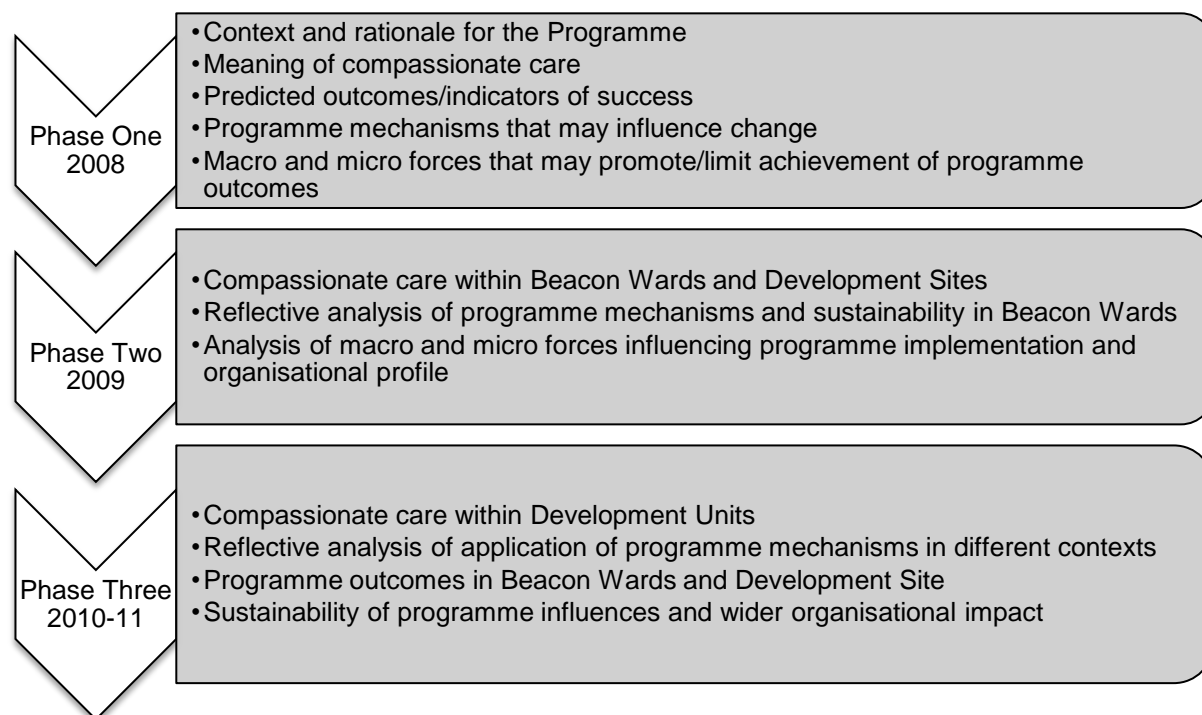 Phase One
2008
•Context and rationale for the Programme
•Meaning of compassionate care
•Predicted outcomes/indicators of success
•Programme mechanisms that may influence change
•Macro and micro forces that may promote/limit achievement of programme
outcomes
Phase Two
2009
•Compassionate care within Beacon Wards and Development Sites
•Reflective analysis of programme mechanisms and sustainability in Beacon Wards
•Analysis of macro and micro forces influencing programme implementation and
organisational profile
Phase Three
2010-11
•Compassionate care within Development Units
•Reflective analysis of application of programme mechanisms in different contexts
•Programme outcomes in Beacon Wards and Development Site
•Sustainability of programme influences and wider organisational impact